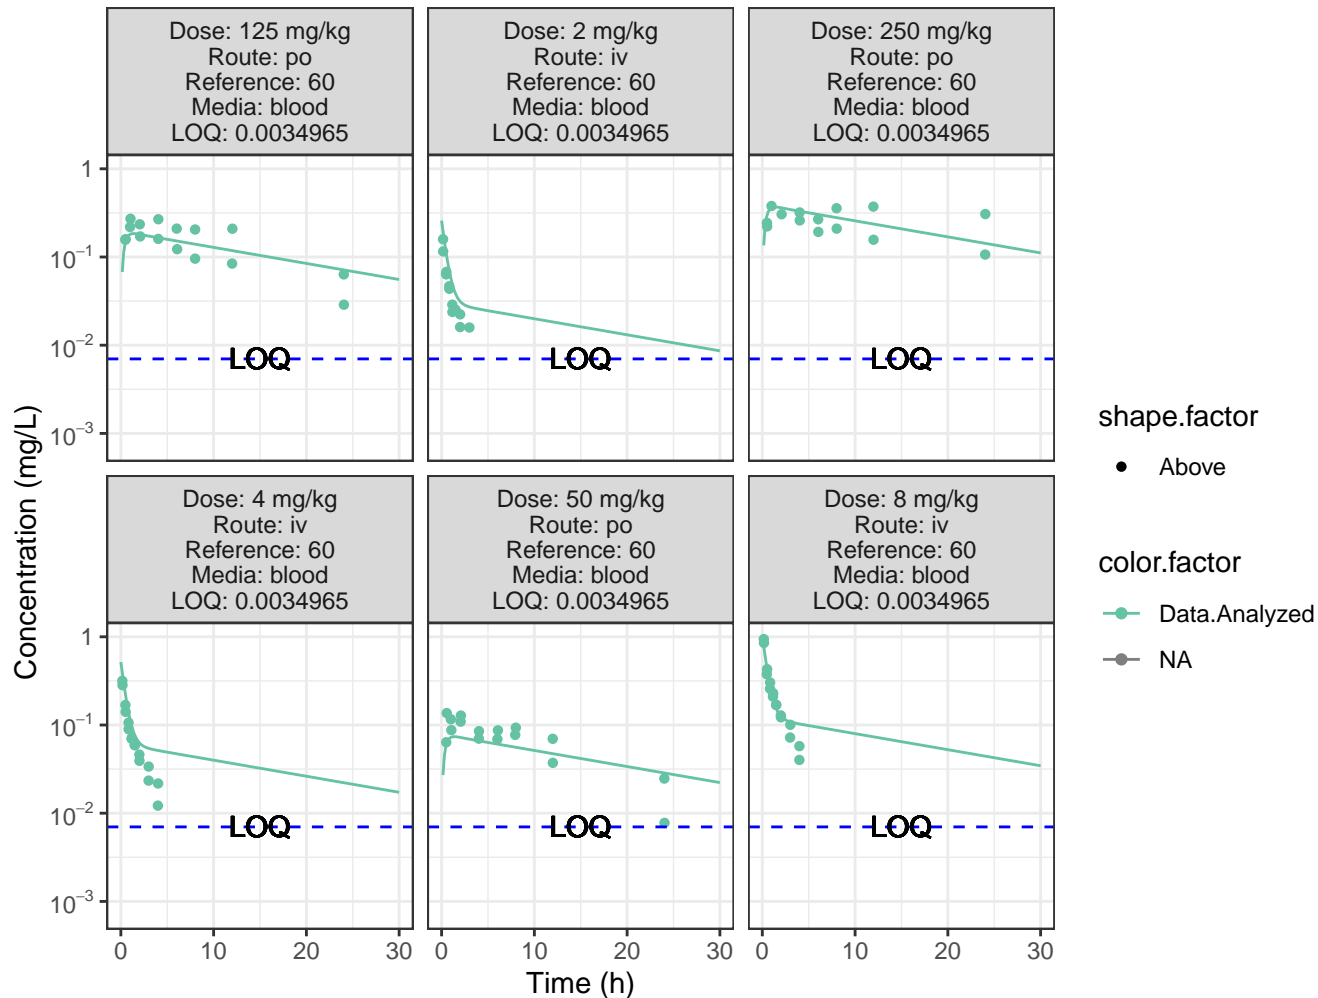 Dose: 125 mg/kg
Route: po
Reference: 60
Media: blood
LOQ: 0.0034965
Dose: 2 mg/kg
Route: iv
Reference: 60
Media: blood
LOQ: 0.0034965
Dose: 250 mg/kg
Route: po
Reference: 60
Media: blood
LOQ: 0.0034965
1
10⁻¹
10⁻²
10⁻³
LOQ
LOQ
LOQ
Dose: 4 mg/kg
Route: iv
Reference: 60
Media: blood
LOQ: 0.0034965
Dose: 50 mg/kg
Route: po
Reference: 60
Media: blood
LOQ: 0.0034965
Dose: 8 mg/kg
Route: iv
Reference: 60
Media: blood
LOQ: 0.0034965
1
10⁻¹
10⁻²
10⁻³
LOQ
LOQ
LOQ
0 10 20 30
0 10 20 30
0 10 20 30
Time (h)
Concentration (mg/L)
shape.factor
Above
color.factor
Data.Analyzed
NA